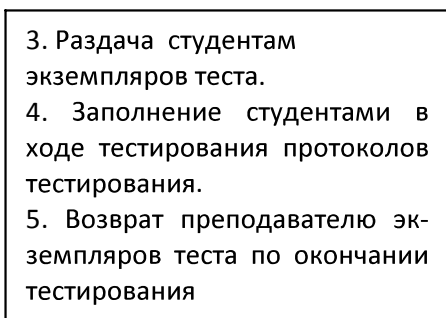 3. Раздача студентам
экземпляров теста.
4. Заполнение студентами в
ходе тестирования протоколов
тестирования.
5. Возврат преподавателю эк-
земпляров теста по окончании
тестирования